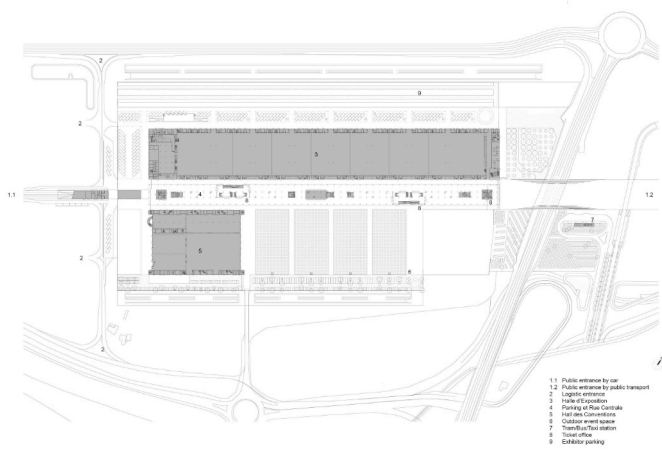 2
9
2
3
1.1
4
8
9
1.2
8
7
5
2
6
2
1.1 Public entrance by car
1.2 Public entrance by public transport
2 Logistic entrance
3 Halle d'Exposition
4 Parking et Rue Centrale
5 Hall des Conventions
6 Outdoor event space
7 Tram/Bus/Taxi station
8 Ticket office
9 Exhibitor parking